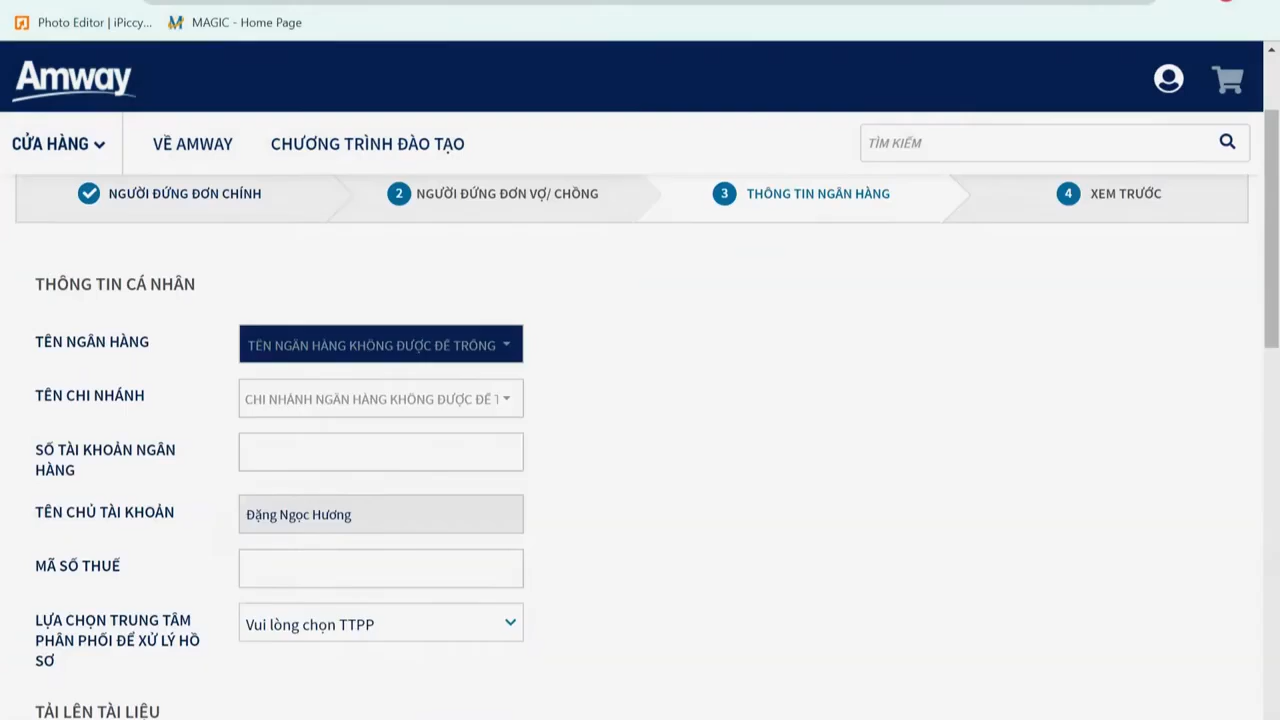 Photo Editor | iPiccy...
MAGIC - Home Page
Amway
CỬA HÀNG
VỀ AMWAY
CHƯƠNG TRÌNH ĐÀO TẠO
TÌM KIẾM
NGƯỜI ĐỨNG ĐƠN CHÍNH
2 NGƯỜI ĐỨNG ĐƠN VỢ/ CHỒNG
3 THÔNG TIN NGÂN HÀNG
4 XEM TRƯỚC
THÔNG TIN CÁ NHÂN
TÊN NGÂN HÀNG
TÊN NGÂN HÀNG KHÔNG ĐƯỢC ĐỂ TRỐNG
TÊN CHI NHÁNH
CHI NHÁNH NGÂN HÀNG KHÔNG ĐƯỢC ĐỂ T
SỐ TÀI KHOẢN NGÂN
HÀNG
TÊN CHỦ TÀI KHOẢN
Đặng Ngọc Hương
MÃ SỐ THUẾ
LỰA CHỌN TRUNG TÂM
PHÂN PHỐI ĐỂ XỬ LÝ HỒ
SƠ
Vui lòng chọn TTPP
TẢI LÊN TÀI LIỆU